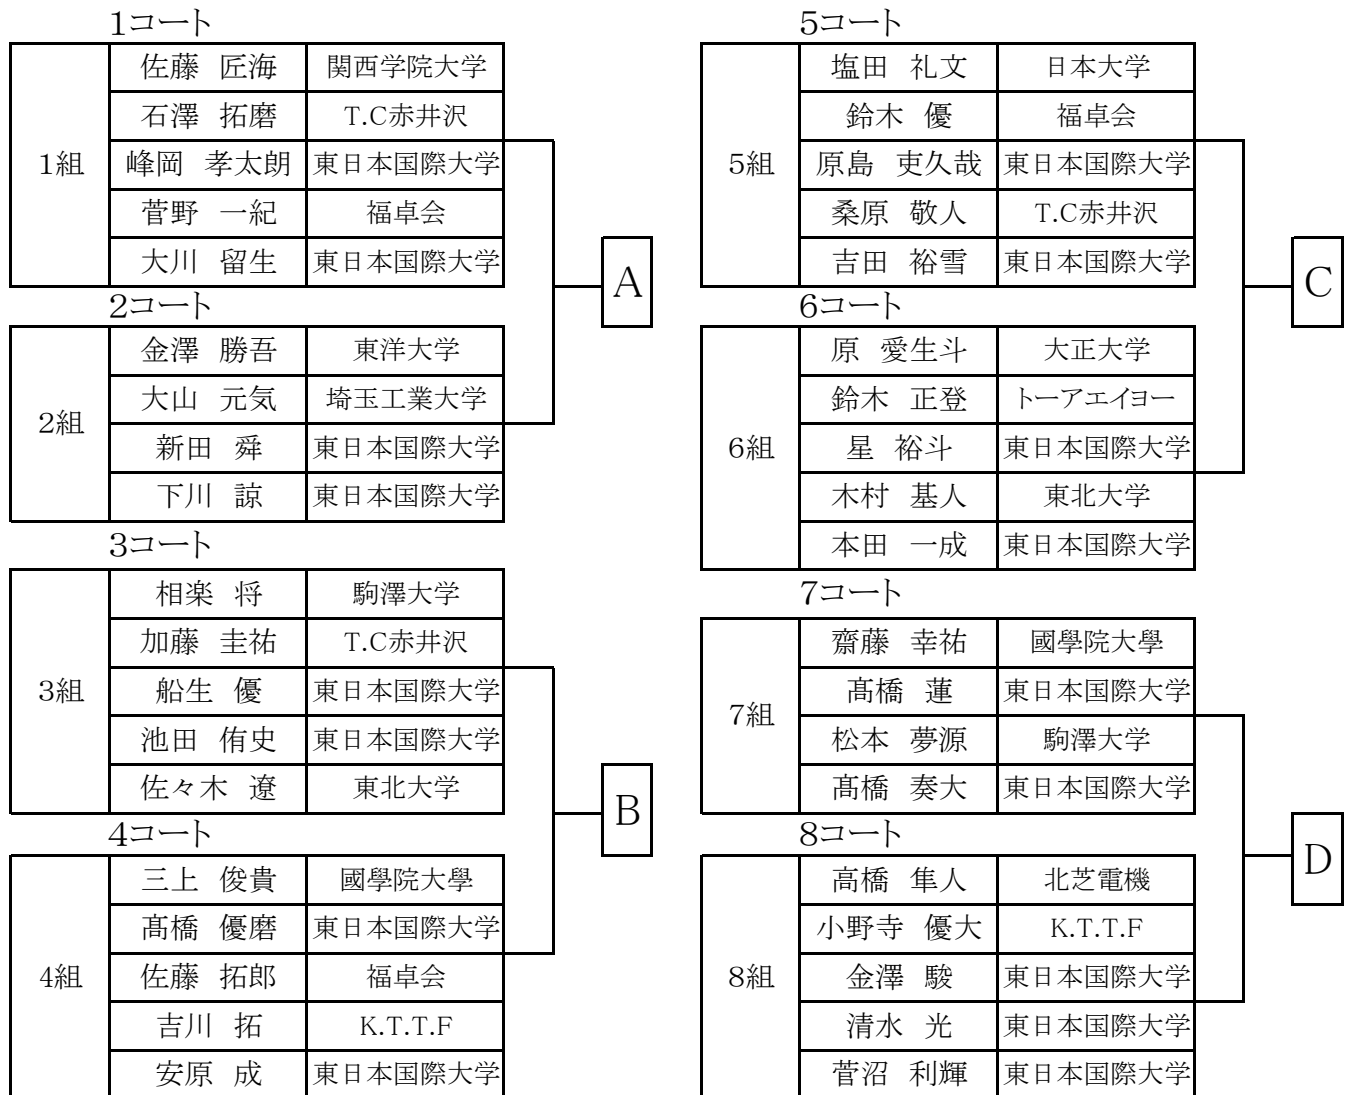 1コート
佐藤 匠海 関西学院大学
石澤 拓磨 T.C赤井沢
1組 峰岡 孝太朗 東日本国際大学
菅野 一紀 福卓会
大川 留生 東日本国際大学
A
2コート
金澤 勝吾 東洋大学
大山 元気 埼玉工業大学
2組
新田 舜 東日本国際大学
下川 諒 東日本国際大学
3コート
相楽 将 駒澤大学
加藤 圭祐 T.C赤井沢
3組 船生 優 東日本国際大学
池田 侑史 東日本国際大学
佐々木 遼 東北大学
B
4コート
三上 俊貴 國學院大學
髙橋 優磨 東日本国際大学
4組 佐藤 拓郎 福卓会
吉川 拓 K.T.T.F
安原 成 東日本国際大学
5コート
塩田 礼文 日本大学
鈴木 優 福卓会
5組 原島 吏久哉 東日本国際大学
桑原 敬人 T.C赤井沢
吉田 裕雪 東日本国際大学
C
6コート
原 愛生斗 大正大学
鈴木 正登 トーアエイヨー
6組 星 裕斗 東日本国際大学
木村 基人 東北大学
本田 一成 東日本国際大学
7コート
齋藤 幸祐 國學院大學
髙橋 蓮 東日本国際大学
7組
松本 夢源 駒澤大学
髙橋 奏大 東日本国際大学
D
8コート
高橋 隼人 北芝電機
小野寺 優大 K.T.T.F
8組 金澤 駿 東日本国際大学
清水 光 東日本国際大学
菅沼 利輝 東日本国際大学